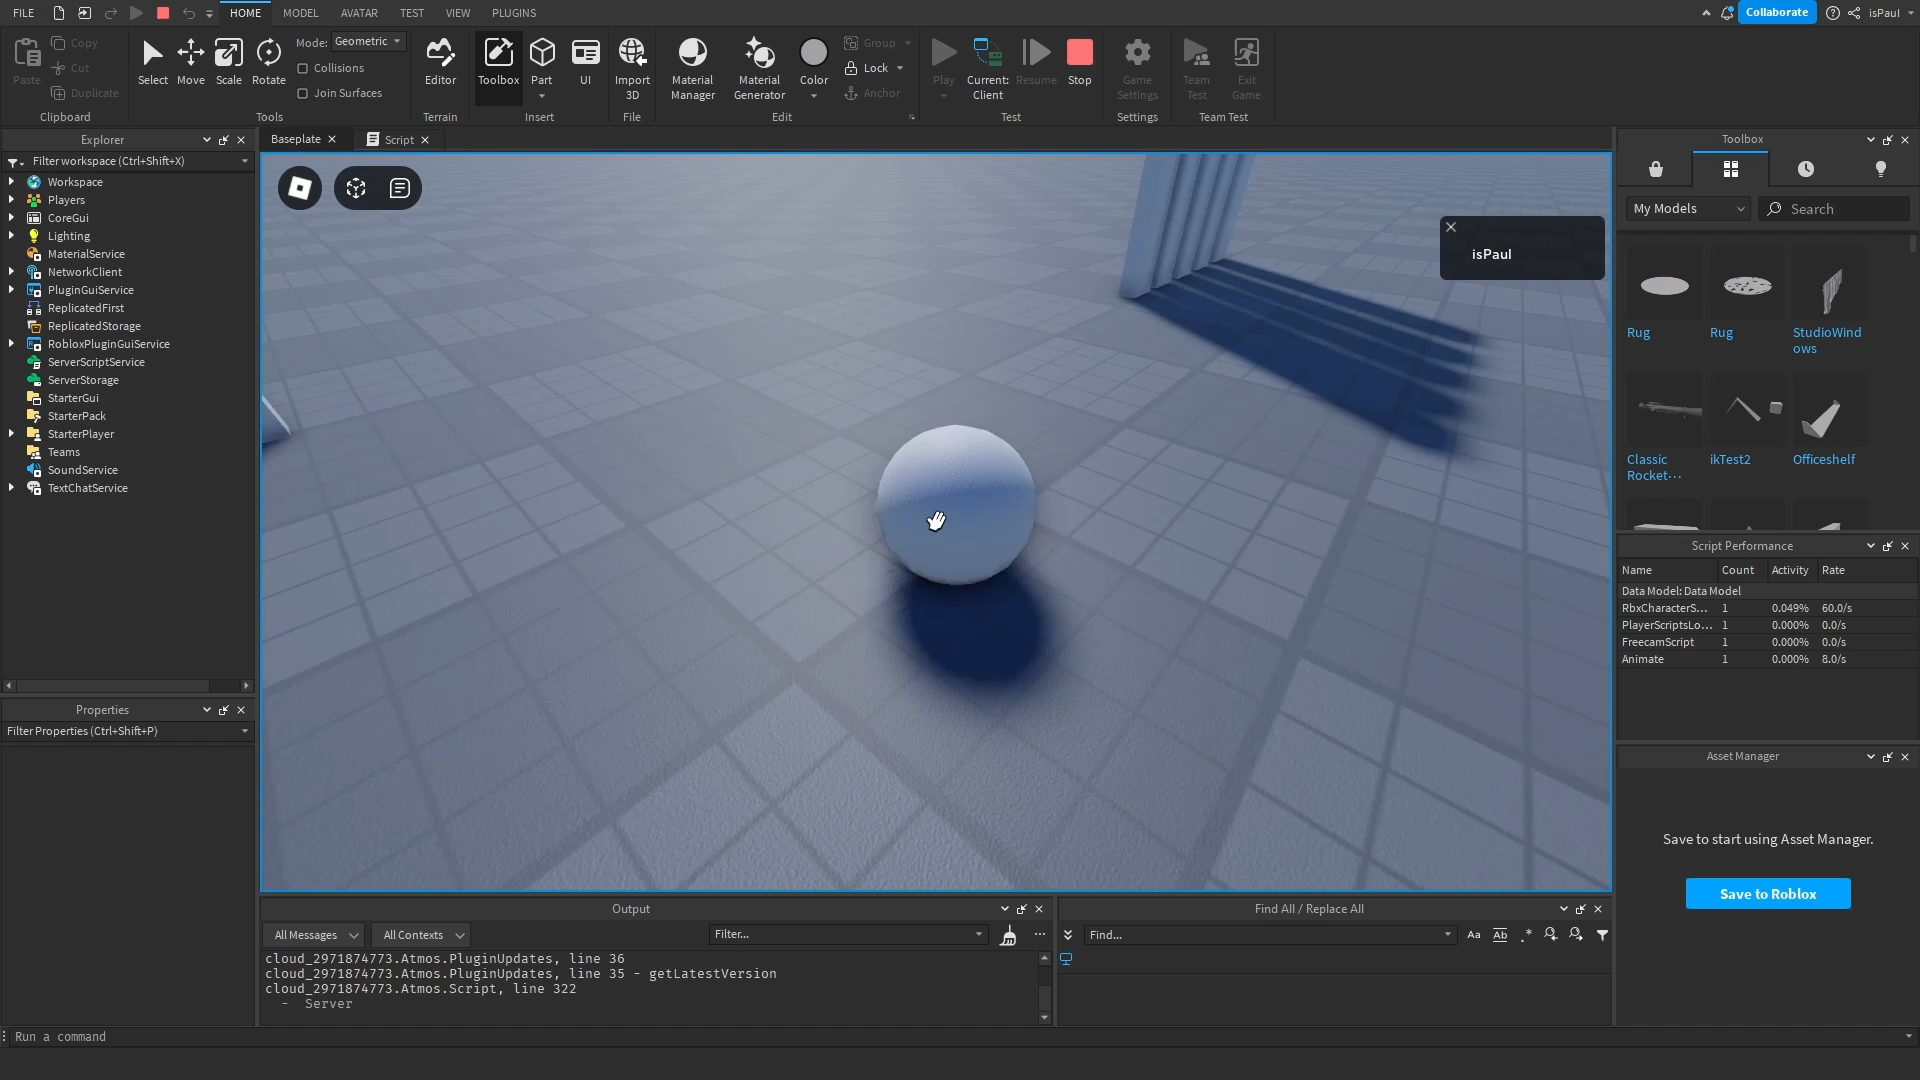 FILE
HOME
MODEL
AVATAR
TEST
VIEW
PLUGINS
Collaborate
isPaul
Paste
Copy
Cut
Duplicate
Clipboard
Select
Move
Scale
Rotate
Mode: Geometric
Collisions
Join Surfaces
Tools
Editor
Terrain
Toolbox
Part
UI
Insert
Import
3D
File
Material
Manager
Material
Generator
Color
Group
Lock
Anchor
Edit
Play
Current:
Client
Resume
Stop
Test
Game
Settings
Settings
Team
Test
Exit
Game
Team Test
Explorer
Filter workspace (Ctrl+Shift+X)
Workspace
Players
CoreGui
Lighting
MaterialService
NetworkClient
PluginGuiService
ReplicatedFirst
ReplicatedStorage
RobloxPluginGuiService
ServerScriptService
ServerStorage
StarterGui
StarterPack
StarterPlayer
Teams
SoundService
TextChatService
Properties
Filter Properties (Ctrl+Shift+P)
Baseplate
Script
isPaul
Output
All Messages
All Contexts
Filter...
cloud_2971874773.Atmos.PluginUpdates, line 36
cloud_2971874773.Atmos.PluginUpdates, line 35 - getLatestVersion
cloud_2971874773.Atmos.Script, line 322
- Server
Find All / Replace All
Find...
Aa
Ab
.*
Toolbox
My Models
Search
Rug
Rug
StudioWind
ows
Classic
Rocket...
ikTest2
Officeshelf
Script Performance
Name Count Activity Rate
Data Model: Data Model
RbxCharacterS... 1 0.049% 60.0/s
PlayerScriptsLo... 1 0.000% 0.0/s
FreecamScript 1 0.000% 0.0/s
Animate 1 0.000% 8.0/s
Asset Manager
Save to start using Asset Manager.
Save to Roblox
Run a command